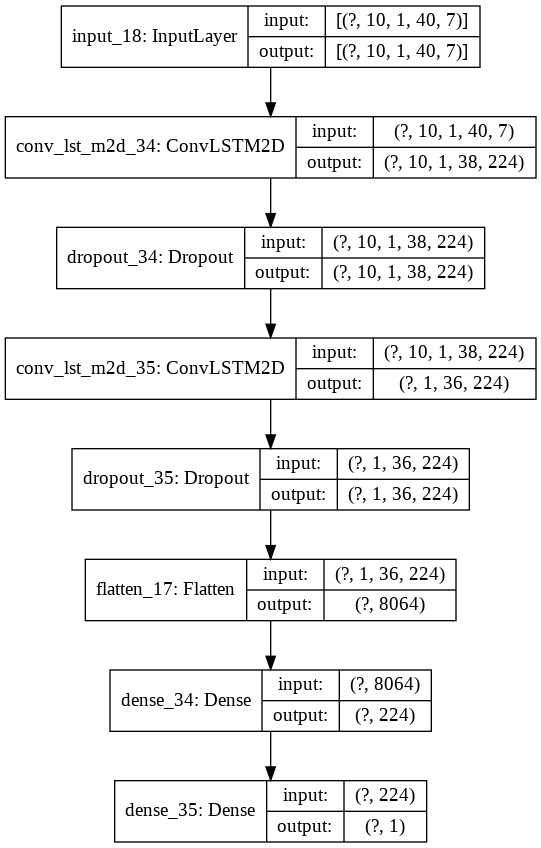 input_18: InputLayer
input: [(?, 10, 1, 40, 7)]
output: [(?, 10, 1, 40, 7)]
conv_lst_m2d_34: ConvLSTM2D
input: (?, 10, 1, 40, 7)
output: (?, 10, 1, 38, 224)
dropout_34: Dropout
input: (?, 10, 1, 38, 224)
output: (?, 10, 1, 38, 224)
conv_lst_m2d_35: ConvLSTM2D
input: (?, 10, 1, 38, 224)
output: (?, 1, 36, 224)
dropout_35: Dropout
input: (?, 1, 36, 224)
output: (?, 1, 36, 224)
flatten_17: Flatten
input: (?, 1, 36, 224)
output: (?, 8064)
dense_34: Dense
input: (?, 8064)
output: (?, 224)
dense_35: Dense
input: (?, 224)
output: (?, 1)